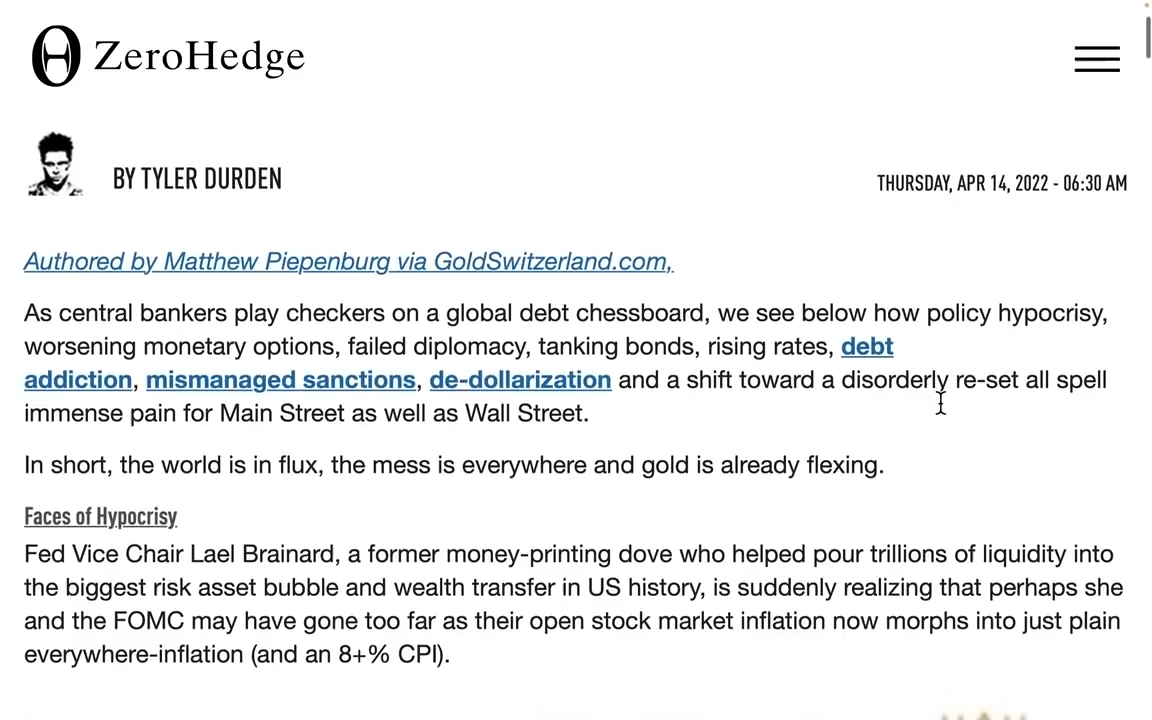 ZeroHedge
BY TYLER DURDEN
THURSDAY, APR 14, 2022 - 06:30 AM
Authored by Matthew Piepenburg via GoldSwitzerland.com,
As central bankers play checkers on a global debt chessboard, we see below how policy hypocrisy,
worsening monetary options, failed diplomacy, tanking bonds, rising rates, debt
addiction, mismanaged sanctions, de-dollarization and a shift toward a disorderly re-set all spell
immense pain for Main Street as well as Wall Street.
In short, the world is in flux, the mess is everywhere and gold is already flexing.
Faces of Hypocrisy
Fed Vice Chair Lael Brainard, a former money-printing dove who helped pour trillions of liquidity into
the biggest risk asset bubble and wealth transfer in US history, is suddenly realizing that perhaps she
and the FOMC may have gone too far as their open stock market inflation now morphs into just plain
everywhere-inflation (and an 8+% CPI).